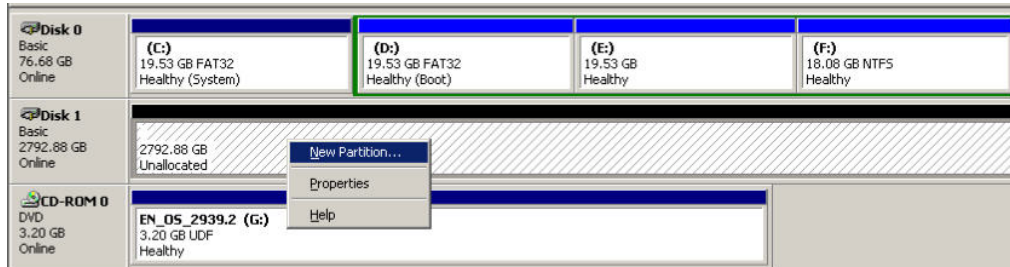 Disk 0
Basic
76.68 GB
Online
(C:)
19.53 GB FAT32
Healthy (System)
(D:)
19.53 GB FAT32
Healthy (Boot)
(E:)
19.53 GB
Healthy
(F:)
18.08 GB NTFS
Healthy
Disk 1
Basic
2792.88 GB
Online
2792.88 GB
Unallocated
New Partition...
Properties
Help
CD-ROM 0
DVD
3.20 GB
Online
EN_OS_2939.2 (G:)
3.20 GB UDF
Healthy